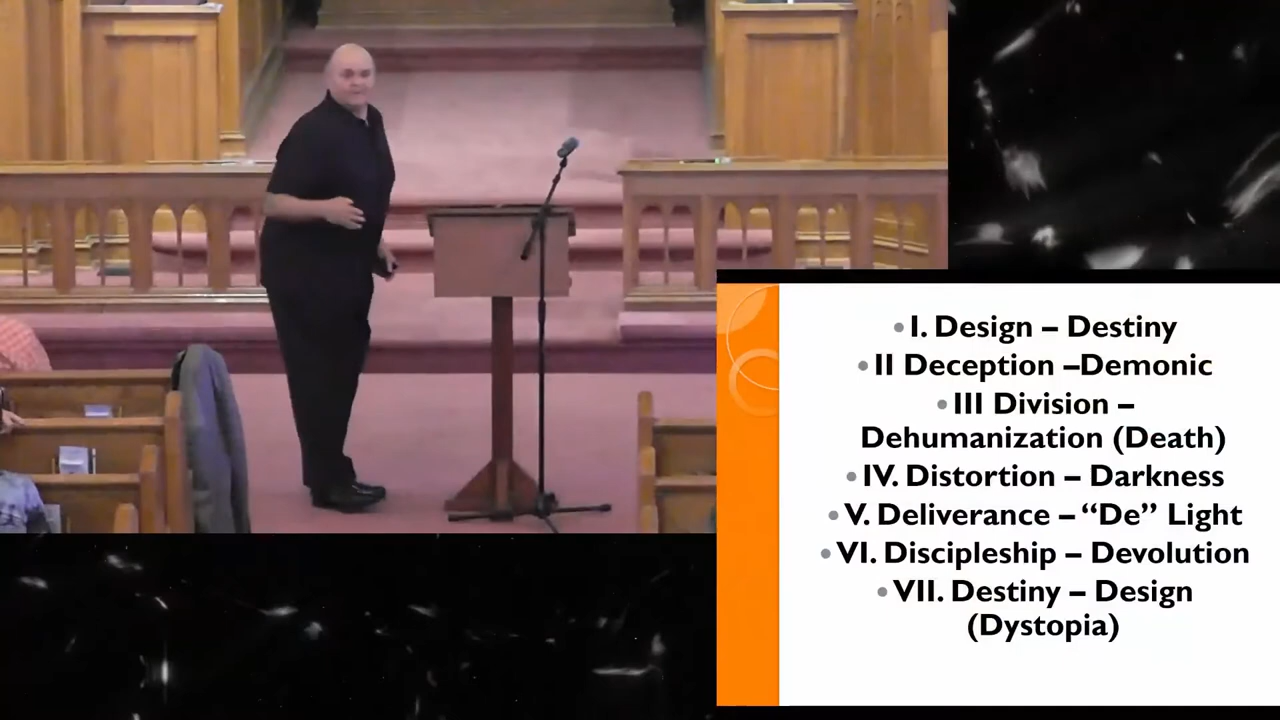 • I. Design – Destiny
• II Deception –Demonic
• III Division –
Dehumanization (Death)
• IV. Distortion – Darkness
• V. Deliverance – “De” Light
• VI. Discipleship – Devolution
• VII. Destiny – Design
(Dystopia)